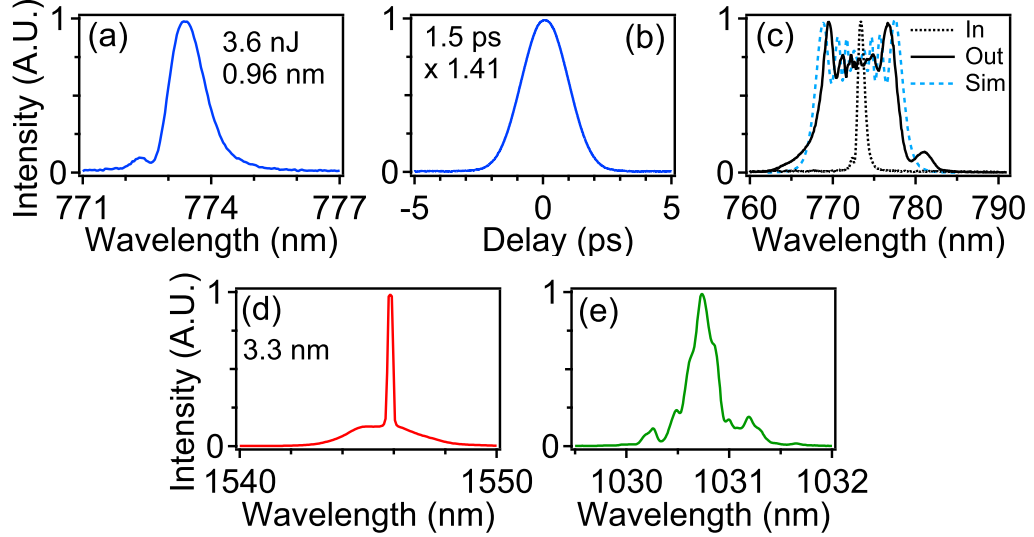 Intensity (A.U.)
1
0
(a)
3.6 nJ
0.96 nm
771
774
777
Wavelength (nm)
1
0
1.5 ps
x 1.41
(b)
-5
0
5
Delay (ps)
1
0
(c)
In
Out
Sim
760
770
780
790
Wavelength (nm)
Intensity (A.U.)
1
0
(d)
3.3 nm
1540
1550
Wavelength (nm)
1
0
(e)
1030
1031
1032
Wavelength (nm)